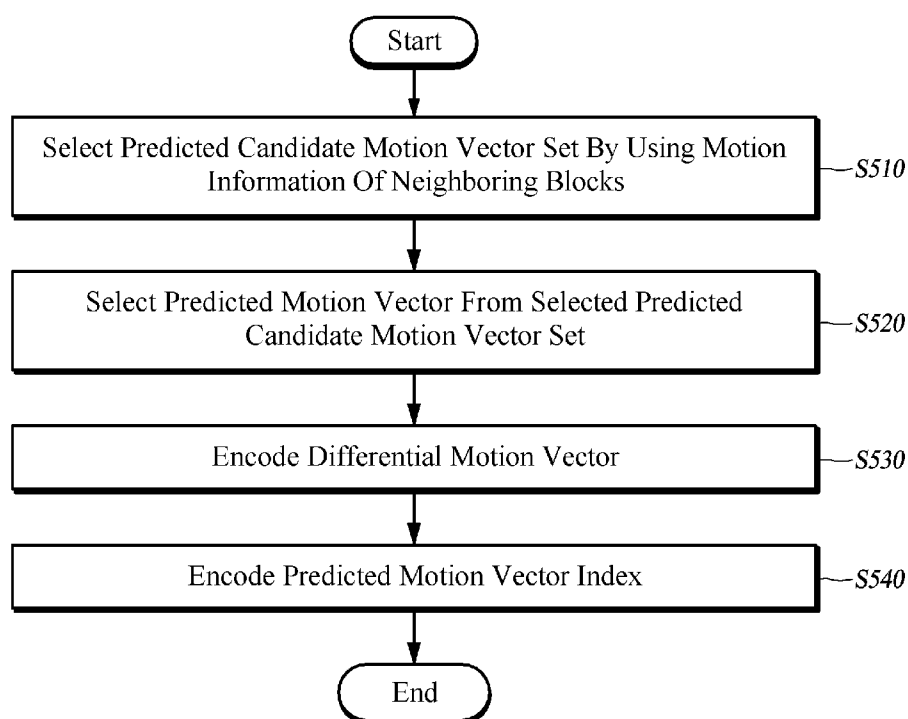 Start
Select Predicted Candidate Motion Vector Set By Using Motion
Information Of Neighboring Blocks
S510
Select Predicted Motion Vector From Selected Predicted
Candidate Motion Vector Set
S520
Encode Differential Motion Vector
S530
Encode Predicted Motion Vector Index
S540
End